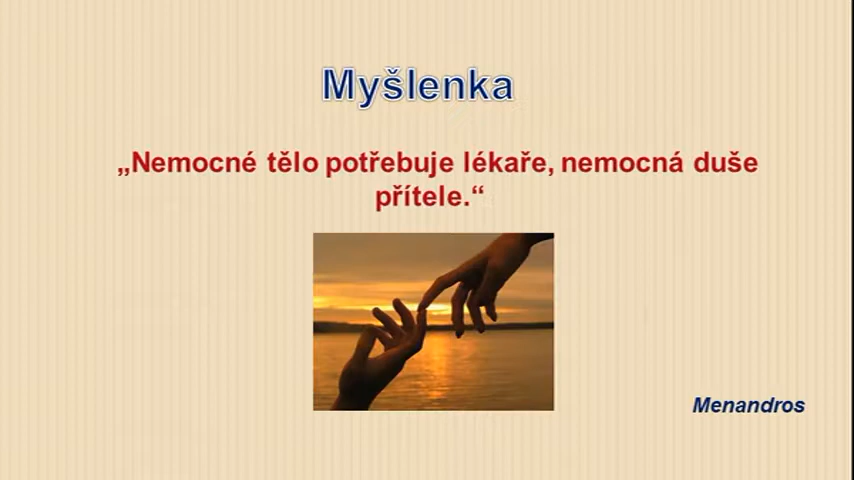 Myšlenka
„Nemocné tělo potřebuje lékaře, nemocná duše
přítele.“
Menandros